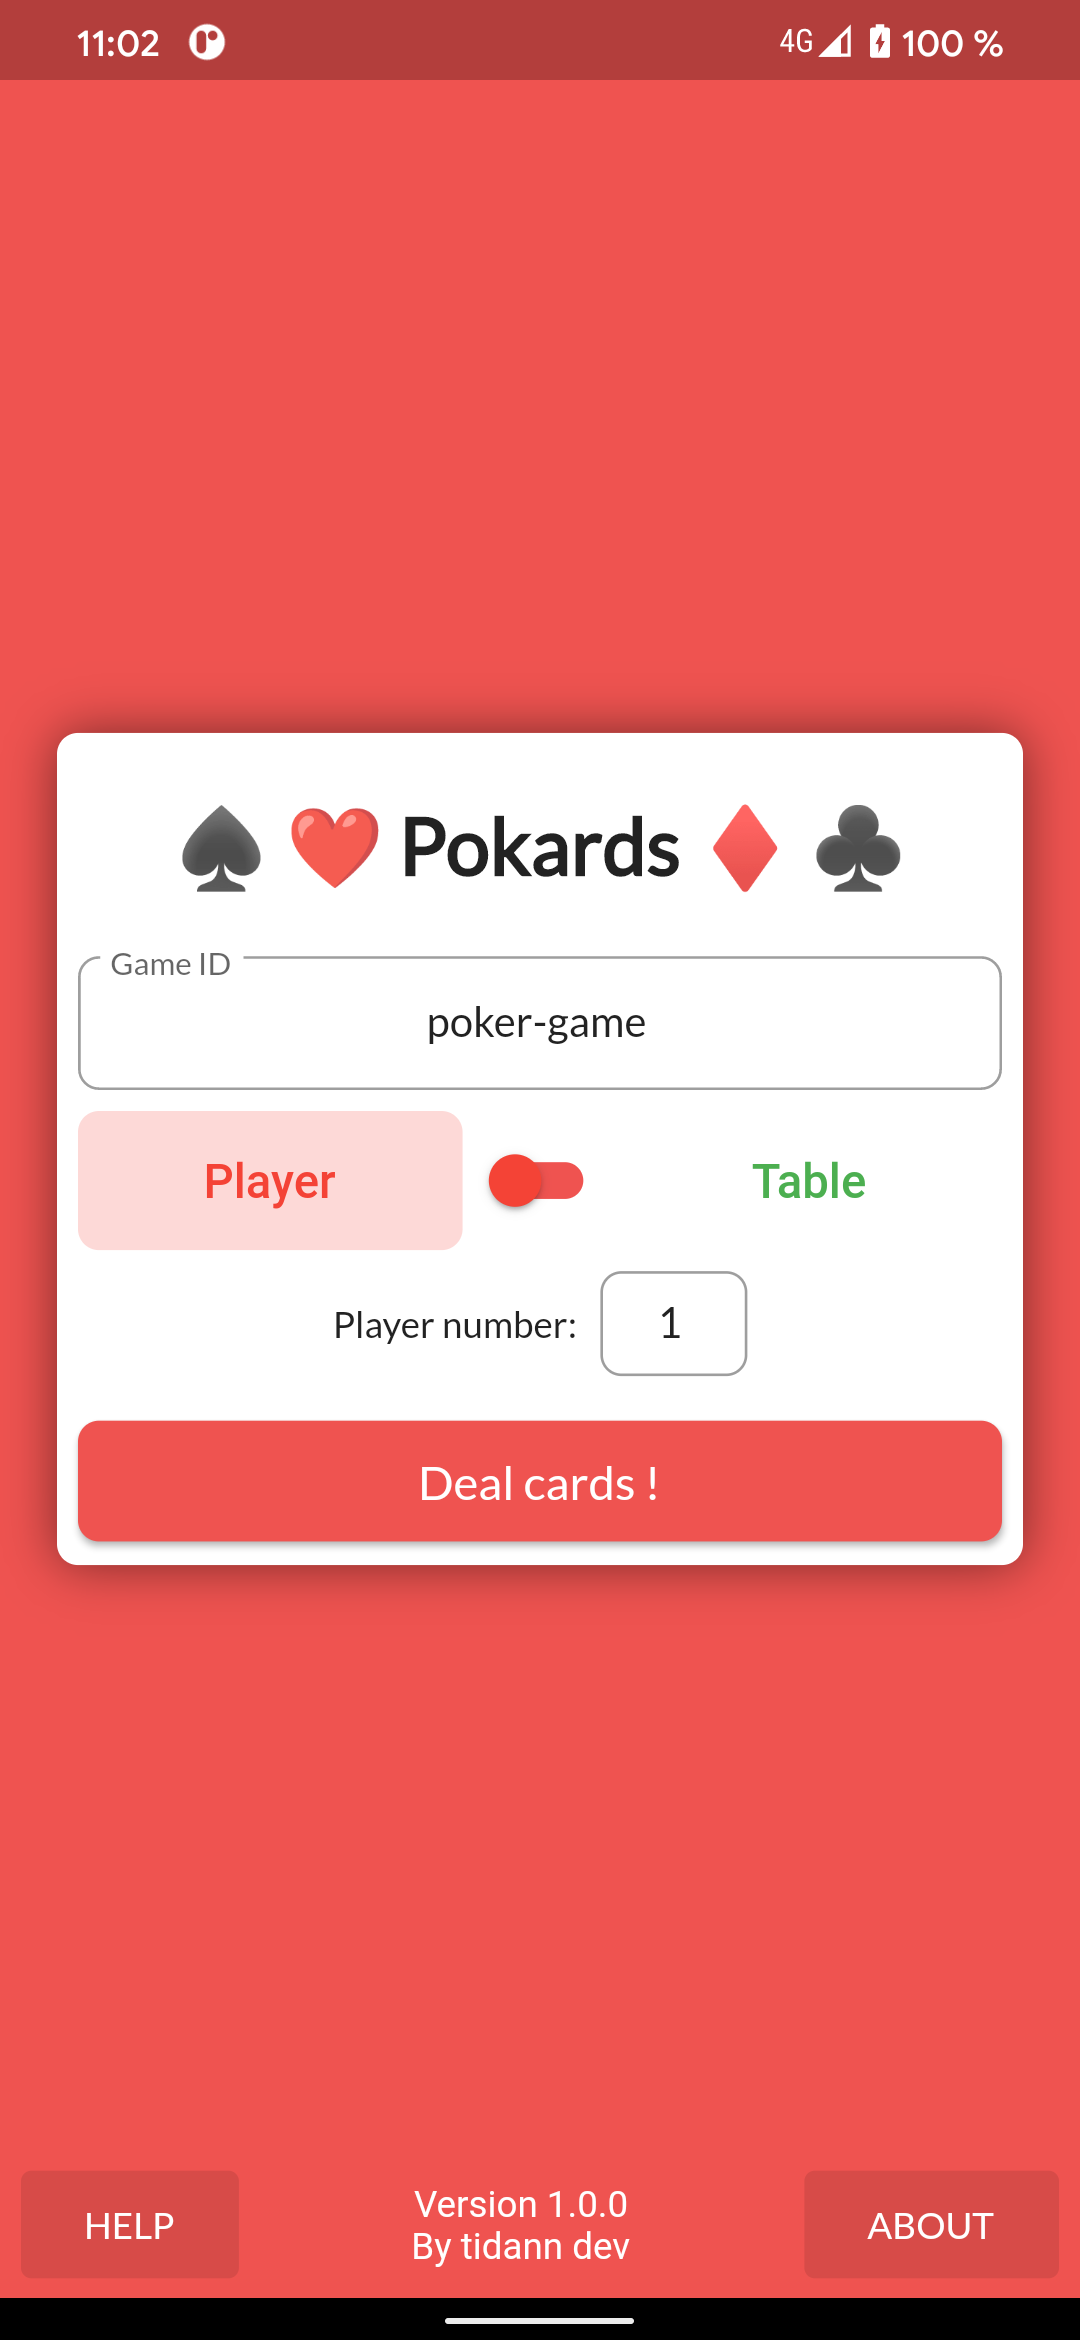 11:02 4G 100 %
Pokards
Game ID
poker-game
Player Table
Player number: 1
Deal cards !
HELP
Version 1.0.0
By tidann dev
ABOUT